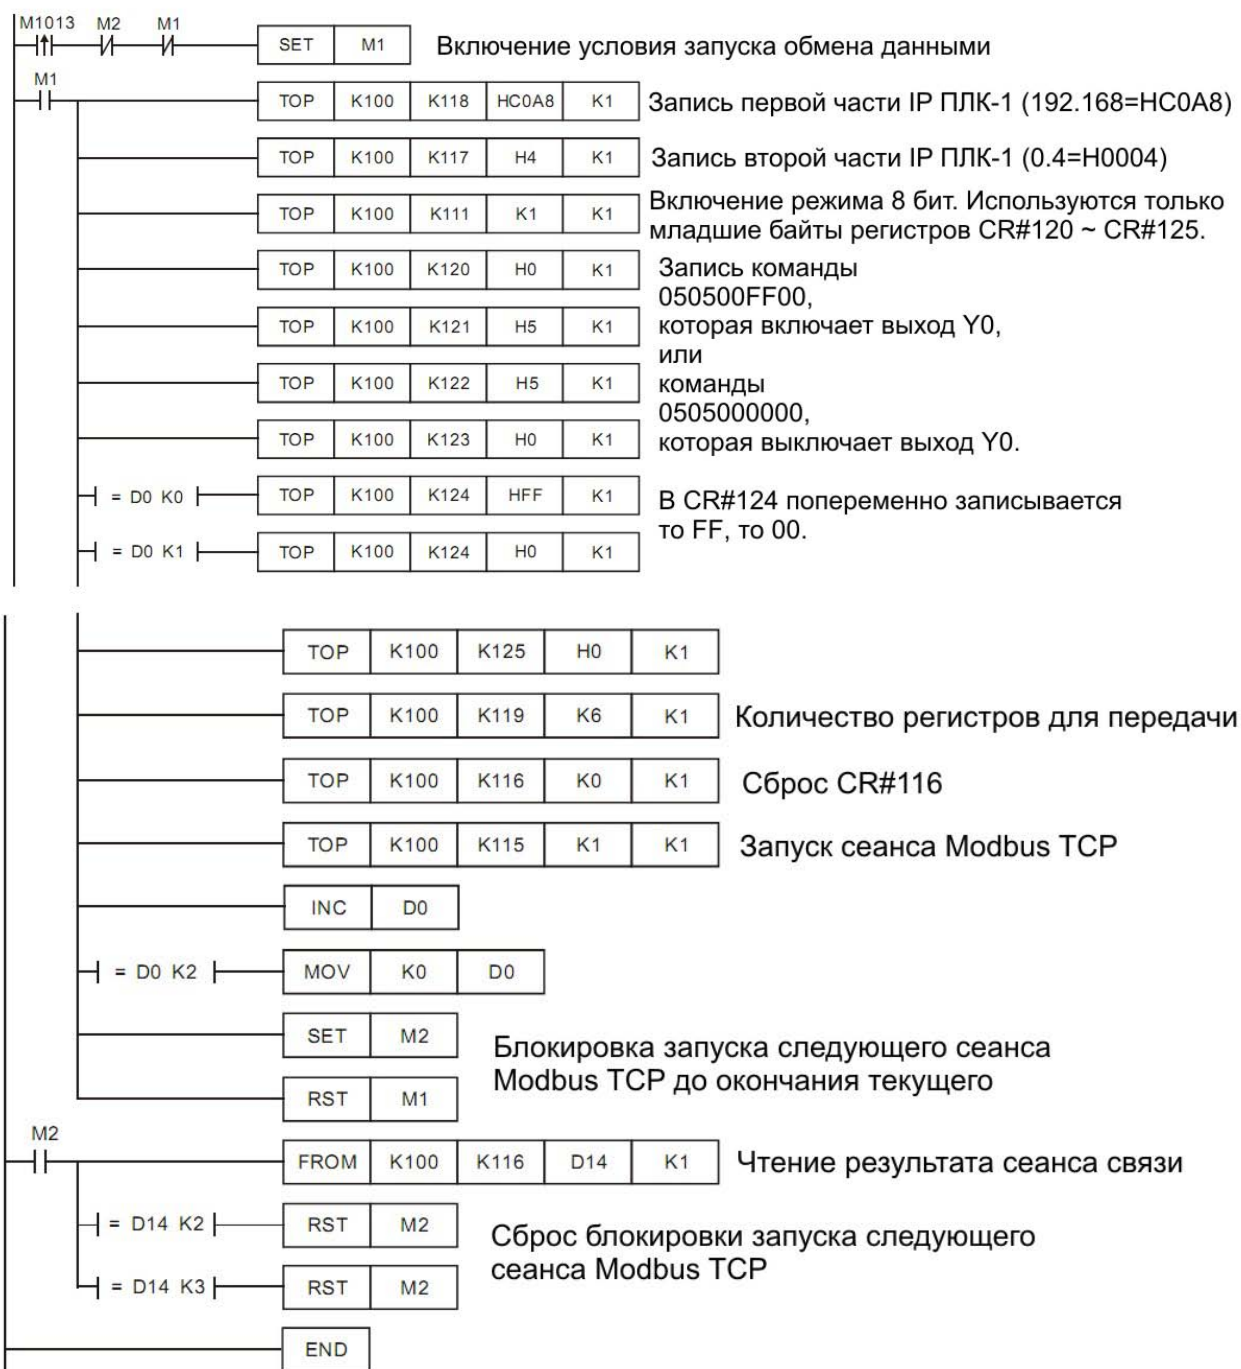 M1013 M2 M1
SET M1 Включение условия запуска обмена данными
M1
TOP K100 K118 HC0A8 K1 Запись первой части IP ПЛК-1 (192.168=HC0A8)
TOP K100 K117 H4 K1 Запись второй части IP ПЛК-1 (0.4=H0004)
TOP K100 K111 K1 K1 Включение режима 8 бит. Используются только
младшие байты регистров CR#120 ~ CR#125.
TOP K100 K120 H0 K1 Запись команды
050500FF00,
TOP K100 K121 H5 K1 которая включает выход Y0,
или
TOP K100 K122 H5 K1 команды
0505000000,
TOP K100 K123 H0 K1 которая выключает выход Y0.
= D0 K0 TOP K100 K124 HFF K1 В CR#124 попеременно записывается
то FF, то 00.
= D0 K1 TOP K100 K124 H0 K1
TOP K100 K125 H0 K1
TOP K100 K119 K6 K1 Количество регистров для передачи
TOP K100 K116 K0 K1 Сброс CR#116
TOP K100 K115 K1 K1 Запуск сеанса Modbus TCP
INC D0
= D0 K2 MOV K0 D0
SET M2 Блокировка запуска следующего сеанса
Modbus TCP до окончания текущего
RST M1
M2
FROM K100 K116 D14 K1 Чтение результата сеанса связи
= D14 K2 RST M2 Сброс блокировки запуска следующего
сеанса Modbus TCP
= D14 K3 RST M2
END